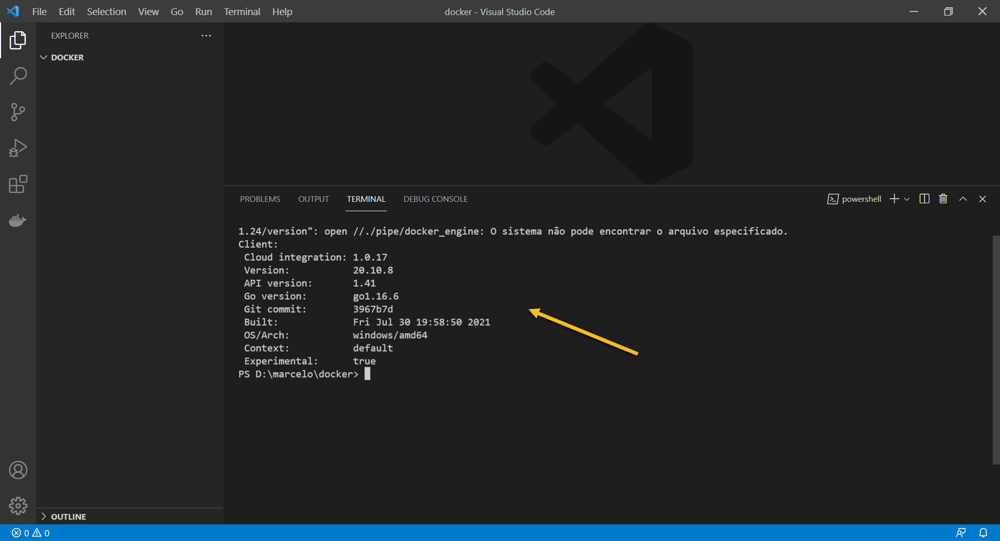 File Edit Selection View Go Run Terminal Help
docker - Visual Studio Code
EXPLORER
DOCKER
PROBLEMS OUTPUT TERMINAL DEBUG CONSOLE
powershell
1.24/version": open //./pipe/docker_engine: O sistema não pode encontrar o arquivo especificado.
Client:
Cloud integration: 1.0.17
Version: 20.10.8
API version: 1.41
Go version: go1.16.6
Git commit: 3967b7d
Built: Fri Jul 30 19:58:50 2021
OS/Arch: windows/amd64
Context: default
Experimental: true
PS D:\marcelo\docker>
OUTLINE
0 0